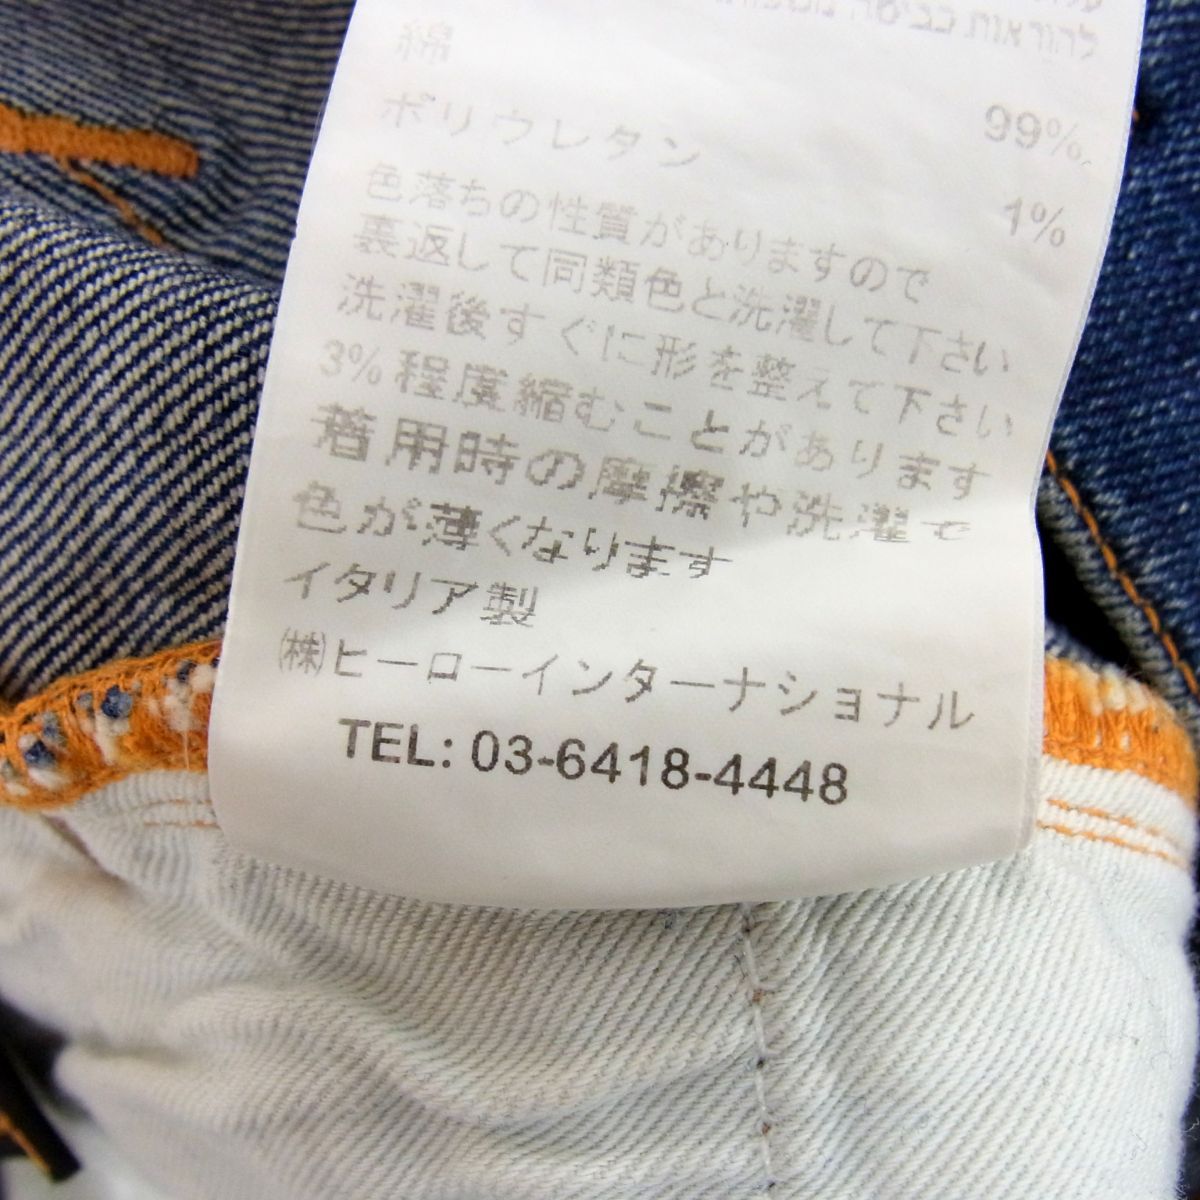 להוראות כביסה
綿 99%
ポリウレタン 1%
色落ちの性質がありますので
裏返して同類色と洗濯して下さい
洗濯後すぐに形を整えて下さい
3%程度縮むことがあります
着用時の摩擦や洗濯で
色が薄くなります
イタリア製
㈱ヒーローインターナショナル
TEL: 03-6418-4448